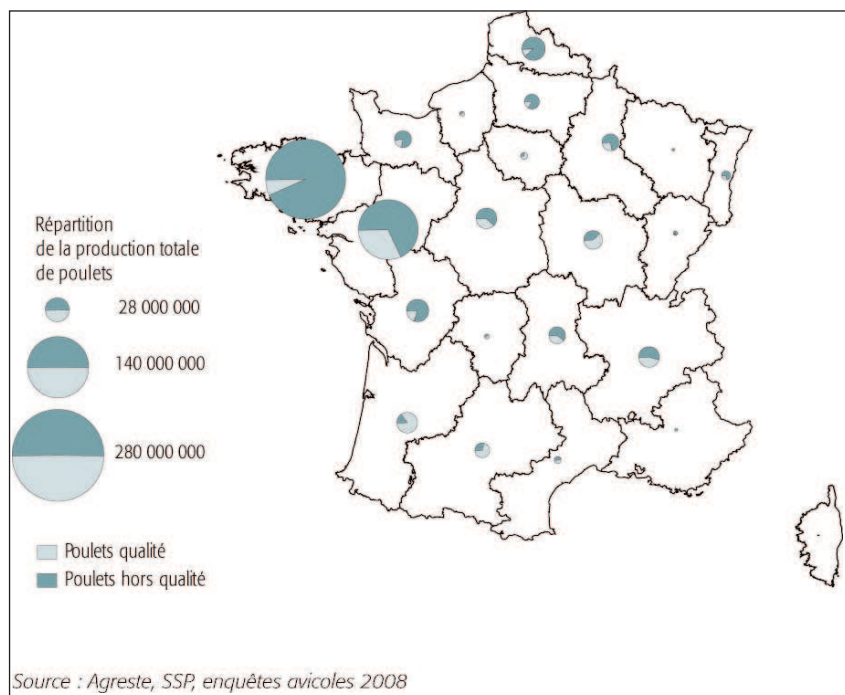 Répartition
de la production totale
de poulets
28 000 000
140 000 000
280 000 000
Poulets qualité
Poulets hors qualité
Source : Agreste, SSP, enquêtes avicoles 2008